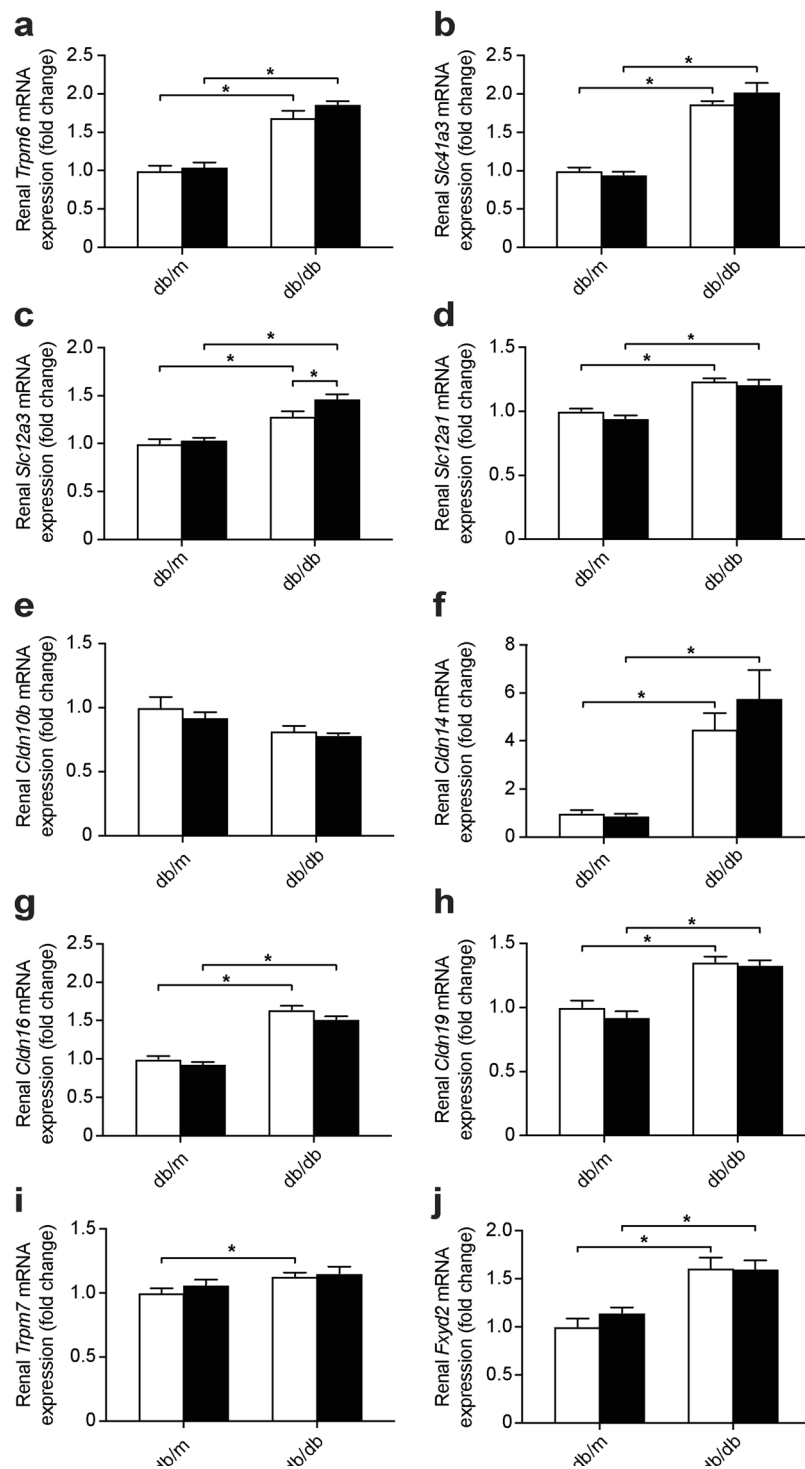 a
Renal Trpm6 mRNA
expression (fold change)
2.5
2.0
1.5
1.0
0.5
0
*
*
db/m
db/db
b
Renal Slc41a3 mRNA
expression (fold change)
2.5
2.0
1.5
1.0
0.5
0
*
*
db/m
db/db
c
Renal Slc12a3 mRNA
expression (fold change)
2.0
1.5
1.0
0.5
0
*
*
*
db/m
db/db
d
Renal Slc12a1 mRNA
expression (fold change)
1.5
1.0
0.5
0
*
*
db/m
db/db
e
Renal Cldn10b mRNA
expression (fold change)
1.5
1.0
0.5
0
db/m
db/db
f
Renal Cldn14 mRNA
expression (fold change)
8
6
4
2
0
*
*
db/m
db/db
g
Renal Cldn16 mRNA
expression (fold change)
2.5
2.0
1.5
1.0
0.5
0
*
*
db/m
db/db
h
Renal Cldn19 mRNA
expression (fold change)
1.5
1.0
0.5
0
*
*
db/m
db/db
i
Renal Trpm7 mRNA
expression (fold change)
1.5
1.0
0.5
0
*
db/m
db/db
j
Renal Fxyd2 mRNA
expression (fold change)
2.0
1.5
1.0
0.5
0
*
*
db/m
db/db